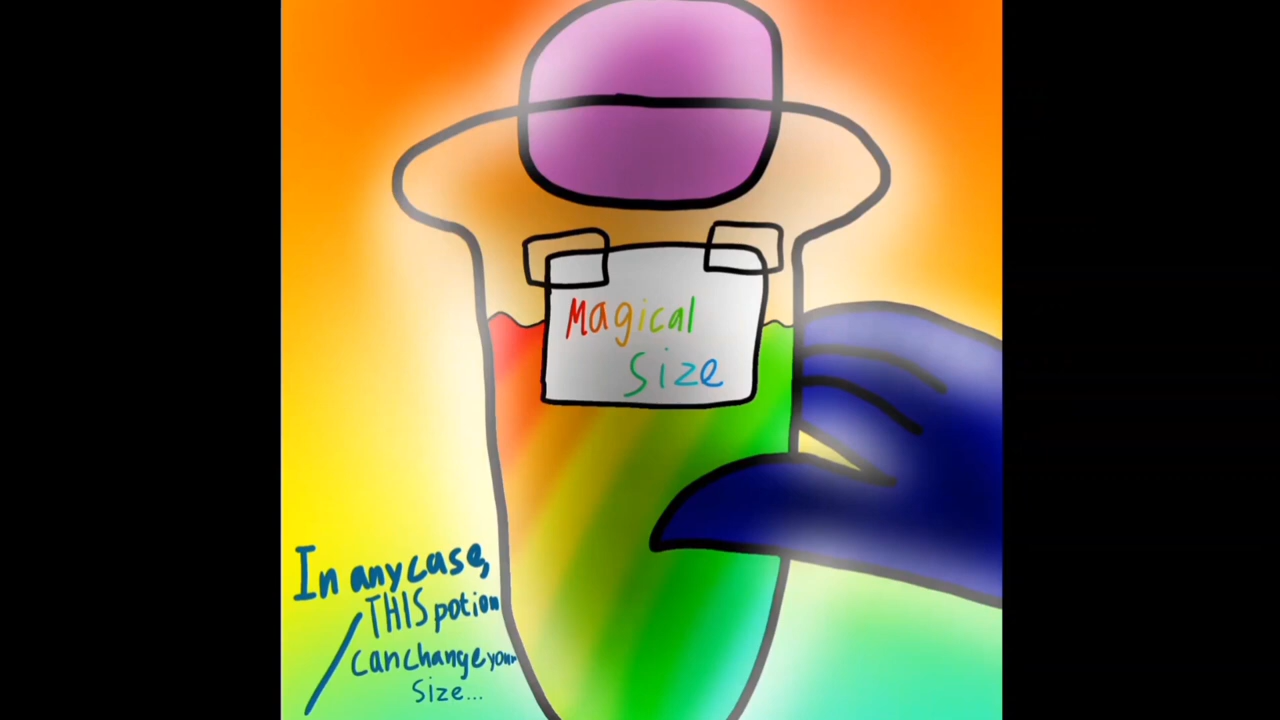 Magical
Size
In any case,
THIS potion
can change your
size...